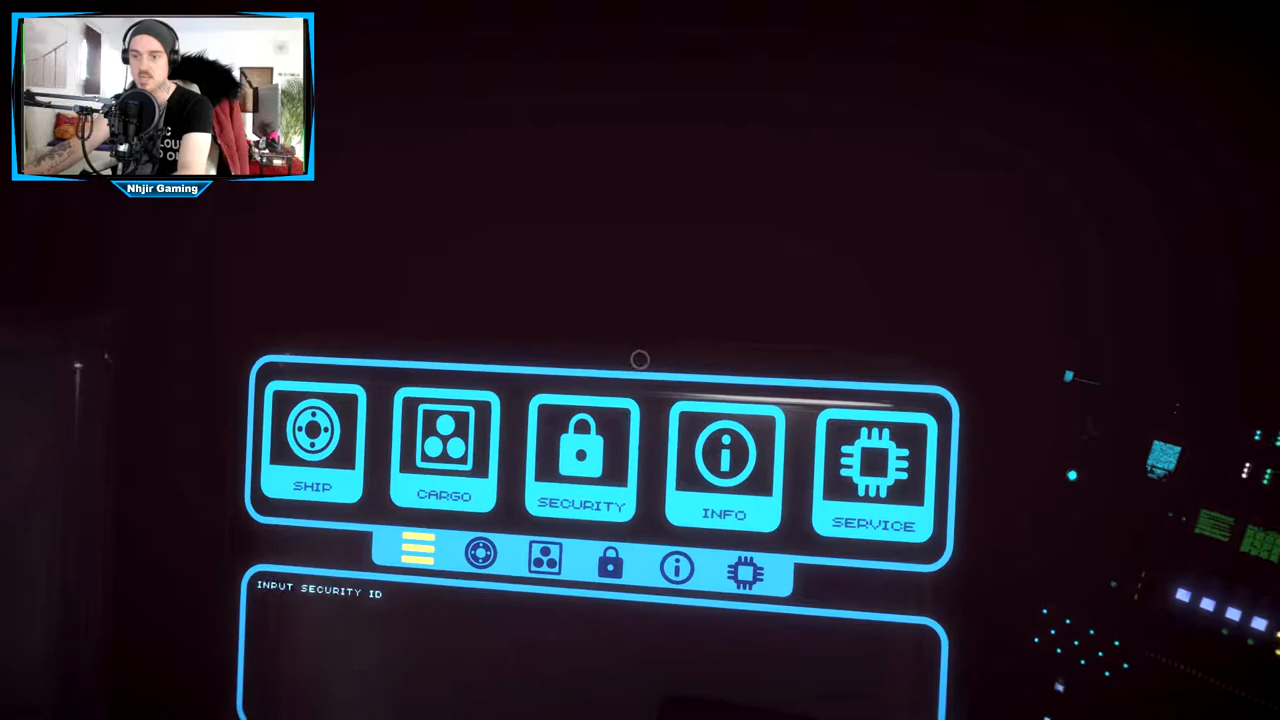 Nhjir Gaming
SHIP
CARGO
SECURITY
INFO
SERVICE
INPUT SECURITY ID